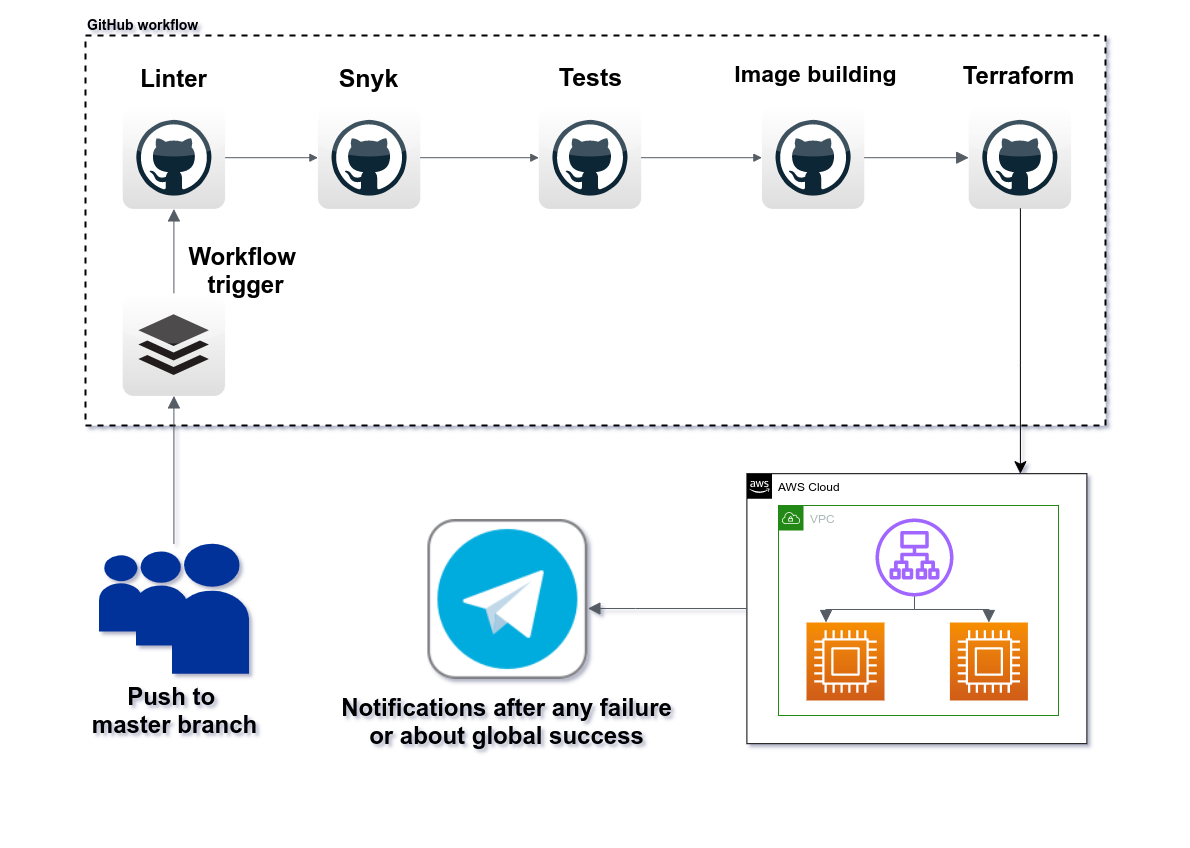 GitHub workflow
Linter
Snyk
Tests
Image building
Terraform
Workflow
trigger
aws
AWS Cloud
VPC
Push to
master branch
Notifications after any failure
or about global success